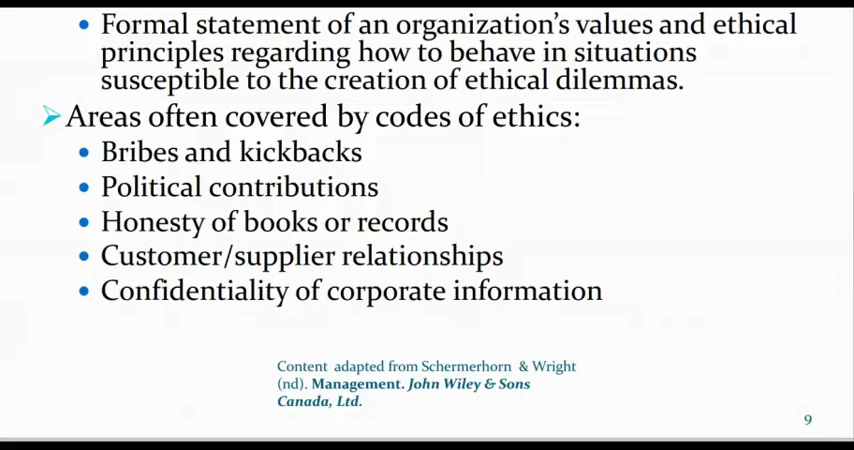 • Formal statement of an organization's values and ethical
principles regarding how to behave in situations
susceptible to the creation of ethical dilemmas.
➢ Areas often covered by codes of ethics:
• Bribes and kickbacks
• Political contributions
• Honesty of books or records
• Customer/supplier relationships
• Confidentiality of corporate information
Content adapted from Schermerhorn & Wright
(nd). Management. John Wiley & Sons
Canada, Ltd.
9